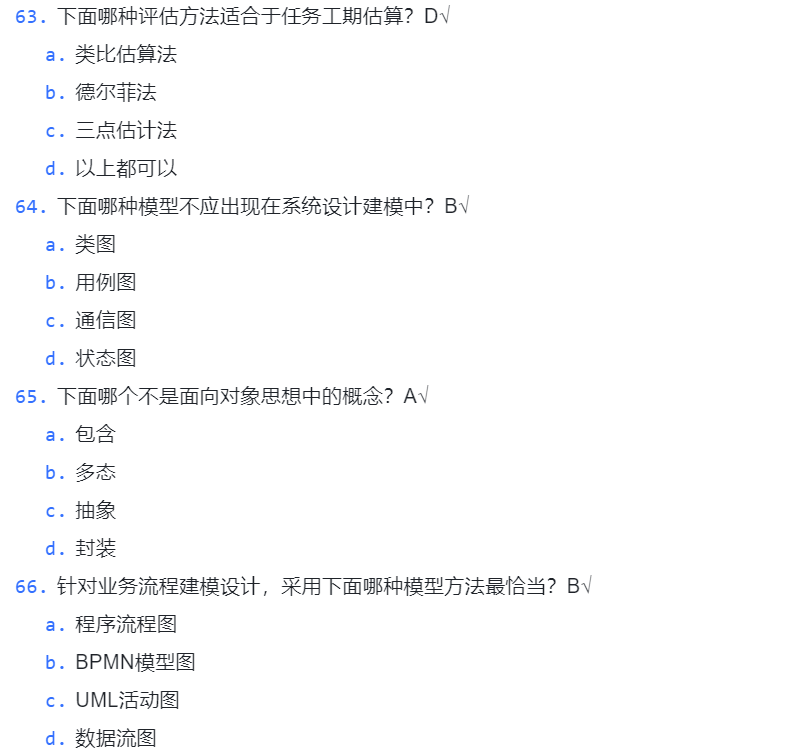 63. 下面哪种评估方法适合于任务工期估算？D√
a. 类比估算法
b. 德尔菲法
c. 三点估计法
d. 以上都可以
64. 下面哪种模型不应出现在系统设计建模中？B√
a. 类图
b. 用例图
c. 通信图
d. 状态图
65. 下面哪个不是面向对象思想中的概念？A√
a. 包含
b. 多态
c. 抽象
d. 封装
66. 针对业务流程建模设计，采用下面哪种模型方法最恰当？B√
a. 程序流程图
b. BPMN模型图
c. UML活动图
d. 数据流图